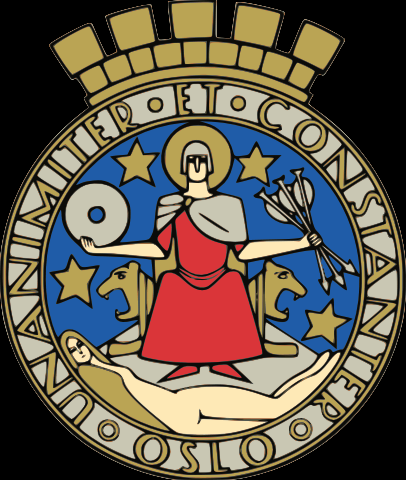 UNANIMITER ET CONSTANTER
OSLO